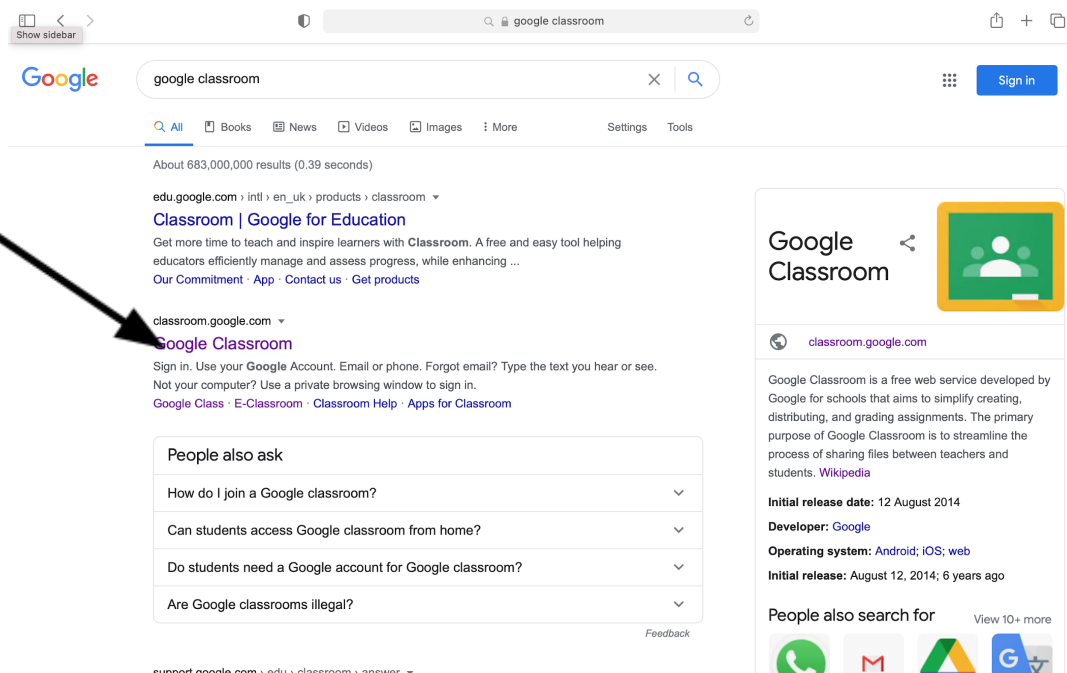 google classroom
Show sidebar
Google
google classroom
Sign in
All
Books
News
Videos
Images
More
Settings
Tools
About 683,000,000 results (0.39 seconds)
edu.google.com › intl › en_uk › products › classroom
Classroom | Google for Education
Get more time to teach and inspire learners with Classroom. A free and easy tool helping
educators efficiently manage and assess progress, while enhancing ...
Our Commitment · App · Contact us · Get products
classroom.google.com
Google Classroom
Sign in. Use your Google Account. Email or phone. Forgot email? Type the text you hear or see.
Not your computer? Use a private browsing window to sign in.
Google Class · E-Classroom · Classroom Help · Apps for Classroom
People also ask
How do I join a Google classroom?
Can students access Google classroom from home?
Do students need a Google account for Google classroom?
Are Google classrooms illegal?
Feedback
support.google.com › edu › classroom › answer
Google
Classroom
classroom.google.com
Google Classroom is a free web service developed by
Google for schools that aims to simplify creating,
distributing, and grading assignments. The primary
purpose of Google Classroom is to streamline the
process of sharing files between teachers and
students. Wikipedia
Initial release date: 12 August 2014
Developer: Google
Operating system: Android; iOS; web
Initial release: August 12, 2014; 6 years ago
People also search for
View 10+ more
G